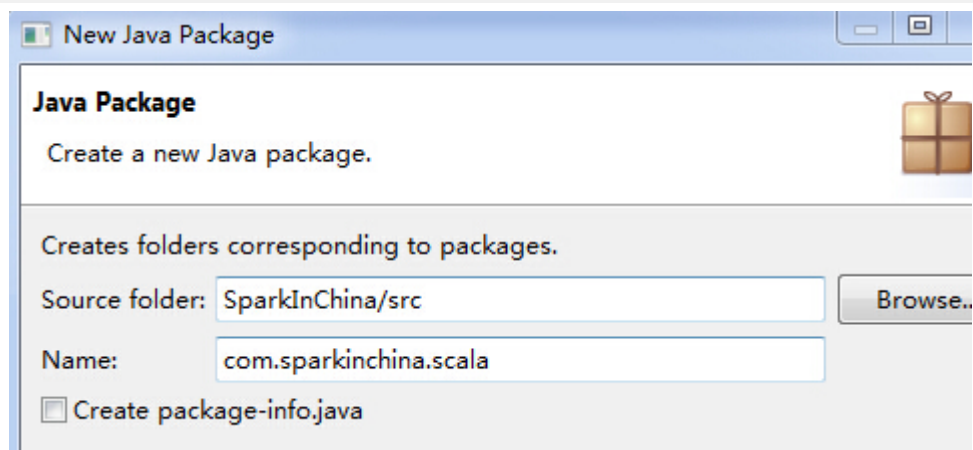 New Java Package
Java Package
Create a new Java package.
Creates folders corresponding to packages.
Source folder: SparkInChina/src Browse..
Name: com.sparkinchina.scala
Create package-info.java